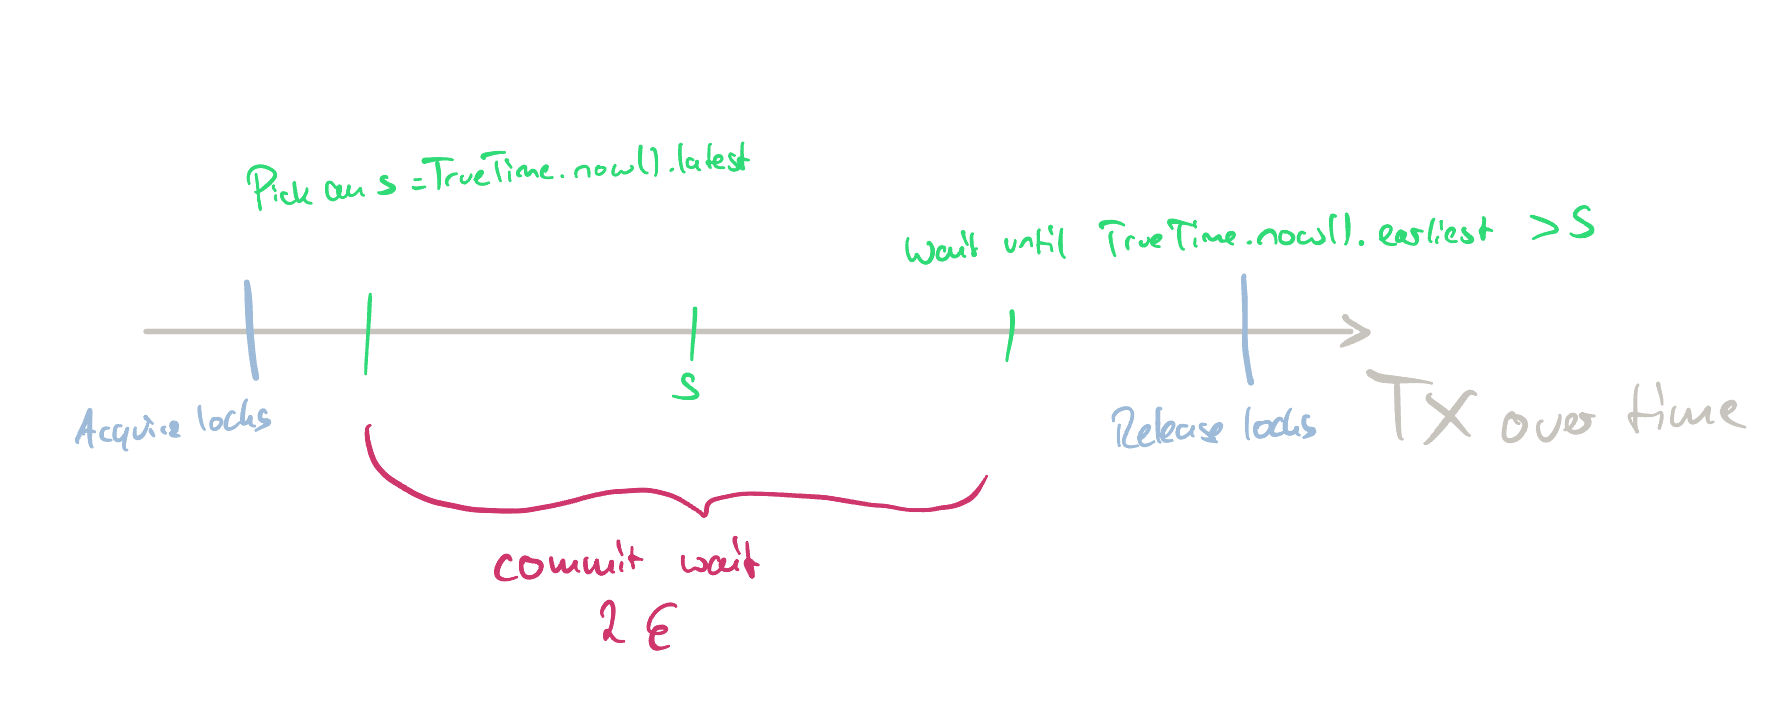 Pick an s = TrueTime.now().latest
Wait until TrueTime.now().earliest > S
S
Acquire locks
Release locks
TX over time
commit wait
2 ϵ